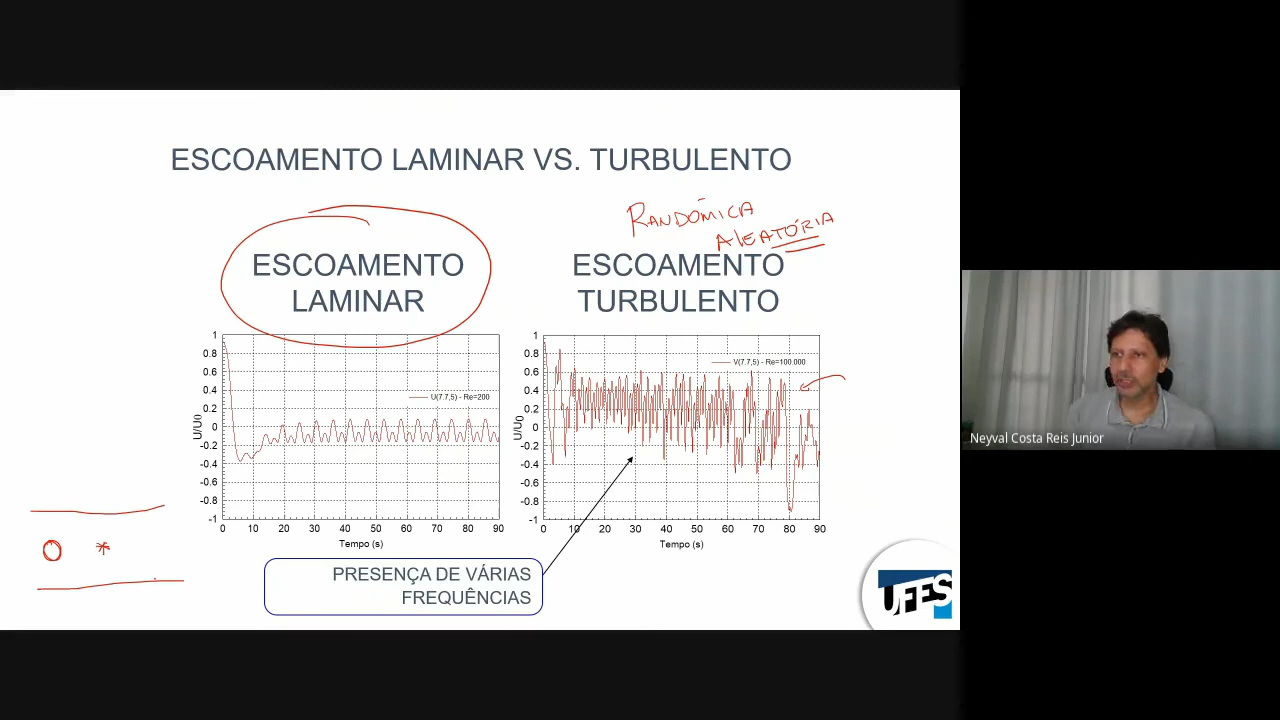 ESCOAMENTO LAMINAR VS. TURBULENTO
RANDÔMICA
ALEATÓRIA
ESCOAMENTO
LAMINAR
ESCOAMENTO
TURBULENTO
1
0.8
0.6
0.4
0.2
0
-0.2
-0.4
-0.6
-0.8
-1
U/U0
U(7.7,5) - Re=200
0 10 20 30 40 50 60 70 80 90
Tempo (s)
1
0.8
0.6
0.4
0.2
0
-0.2
-0.4
-0.6
-0.8
-1
U/U0
V(7.7,5) - Re=100.000
0 10 20 30 40 50 60 70 80 90
Tempo (s)
PRESENÇA DE VÁRIAS
FREQUÊNCIAS
UFES
Neyval Costa Reis Junior